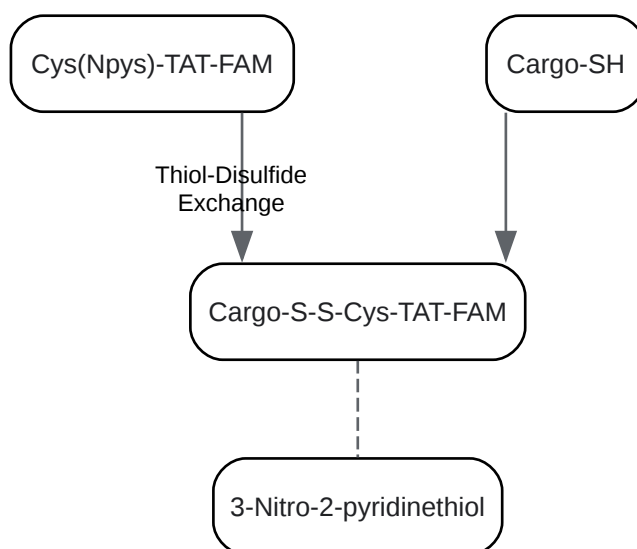 Cys(Npys)-TAT-FAM
Cargo-SH
Thiol-Disulfide
Exchange
Cargo-S-S-Cys-TAT-FAM
3-Nitro-2-pyridinethiol